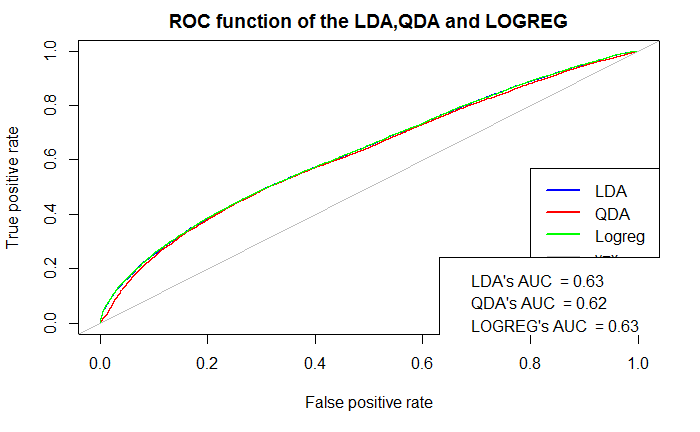 ROC function of the LDA,QDA and LOGREG
True positive rate
1.0
0.8
0.6
0.4
0.2
0.0
LDA
QDA
Logreg
LDA's AUC = 0.63
QDA's AUC = 0.62
LOGREG's AUC = 0.63
0.0 0.2 0.4 0.6 0.8 1.0
False positive rate